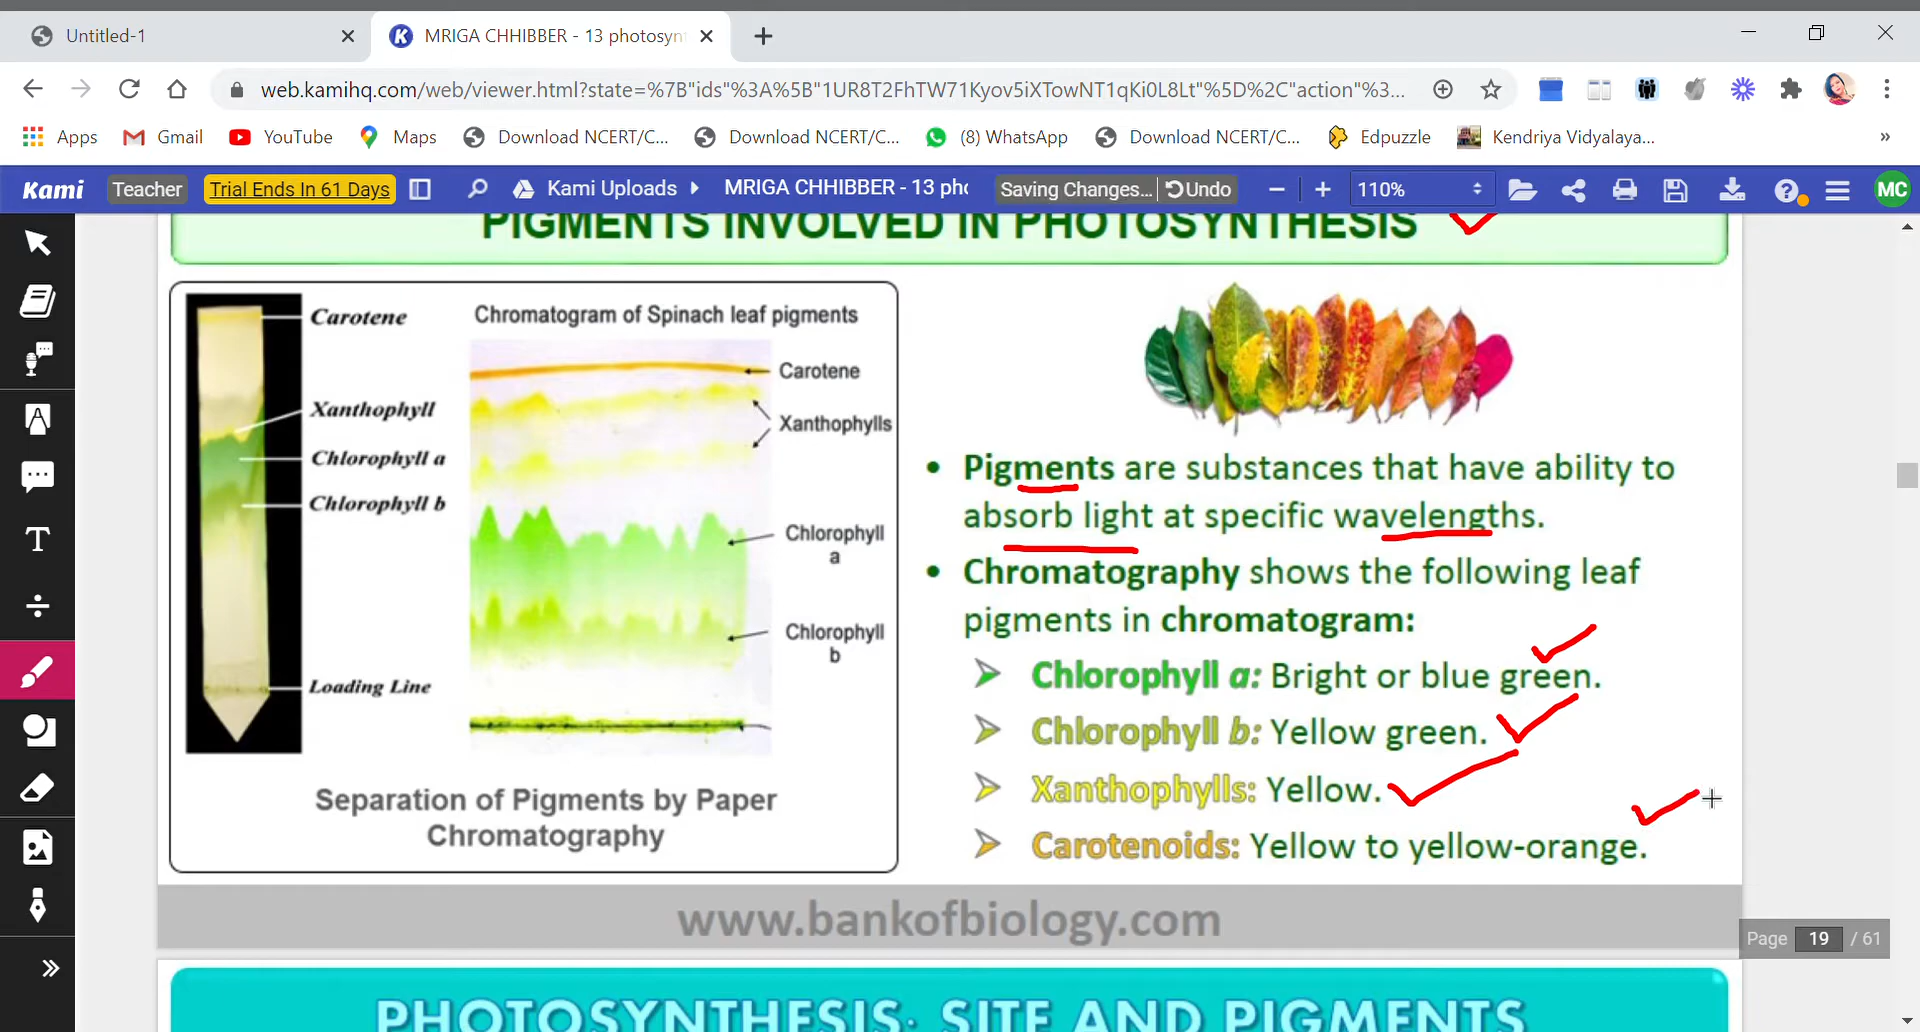 Untitled-1
MRIGA CHHIBBER - 13 photosyn
web.kamihq.com/web/viewer.html?state=%7B"ids"%3A%5B"1UR8T2FhTW71Kyov5iXTowNT1qKi0L8Lt"%5D%2C"action"%3...
Apps
Gmail
YouTube
Maps
Download NCERT/C...
Download NCERT/C...
(8) WhatsApp
Download NCERT/C...
Edpuzzle
Kendriya Vidyalaya...
»
Kami
Teacher
Trial Ends In 61 Days
Kami Uploads
MRIGA CHHIBBER - 13 pho
Saving Changes...
Undo
110%
MC
PIGMENTS INVOLVED IN PHOTOSYNTHESIS
Carotene
Xanthophyll
Chlorophyll a
Chlorophyll b
Loading Line
Chromatogram of Spinach leaf pigments
Carotene
Xanthophylls
Chlorophyll
a
Chlorophyll
b
Separation of Pigments by Paper
Chromatography
• Pigments are substances that have ability to
absorb light at specific wavelengths.
• Chromatography shows the following leaf
pigments in chromatogram:
Chlorophyll a: Bright or blue green.
Chlorophyll b: Yellow green.
Xanthophylls: Yellow.
Carotenoids: Yellow to yellow-orange.
www.bankofbiology.com
Page 19 / 61
PHOTOSYNTHESIS: SITE AND PIGMENTS